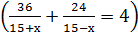 (36/15+x + 24/15−x = 4)